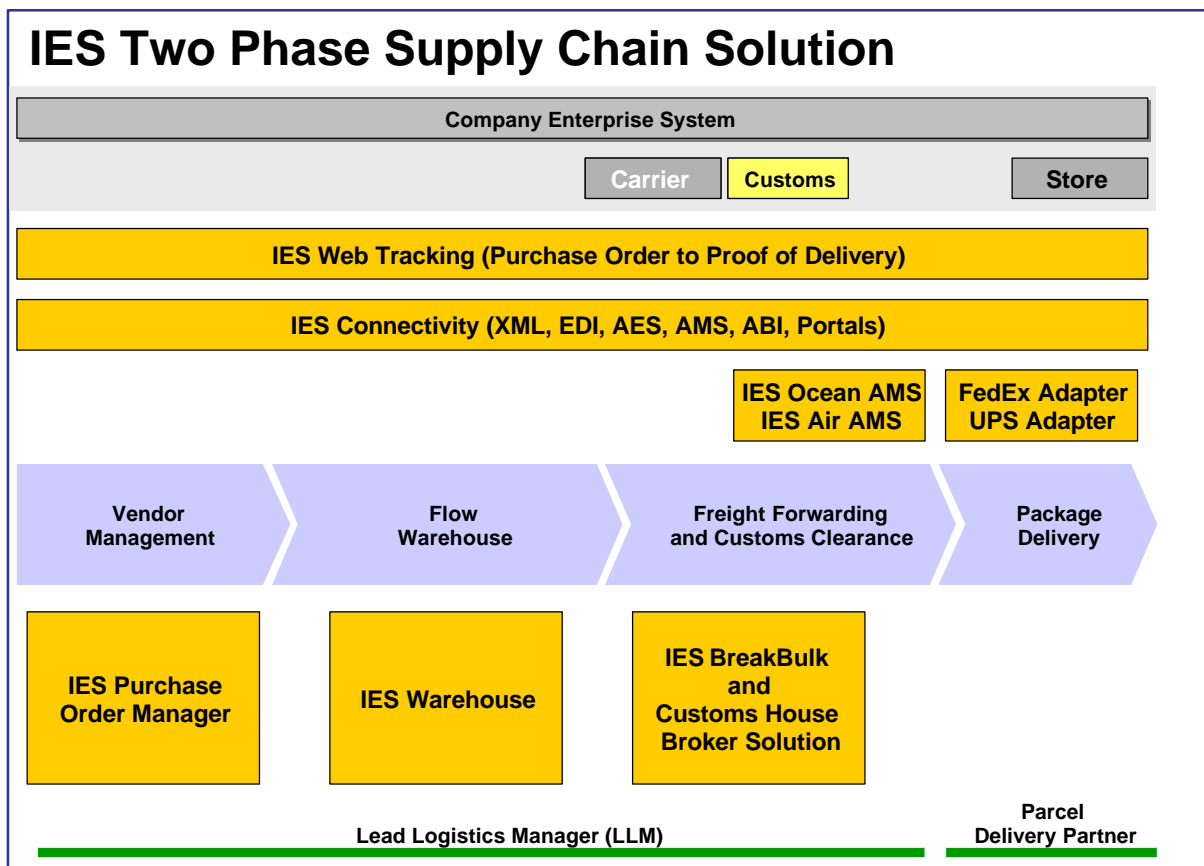 IES Two Phase Supply Chain Solution
Company Enterprise System
Carrier
Customs
Store
IES Web Tracking (Purchase Order to Proof of Delivery)
IES Connectivity (XML, EDI, AES, AMS, ABI, Portals)
IES Ocean AMS
IES Air AMS
FedEx Adapter
UPS Adapter
Vendor
Management
Flow
Warehouse
Freight Forwarding
and Customs Clearance
Package
Delivery
IES Purchase
Order Manager
IES Warehouse
IES BreakBulk
and
Customs House
Broker Solution
Lead Logistics Manager (LLM)
Parcel
Delivery Partner